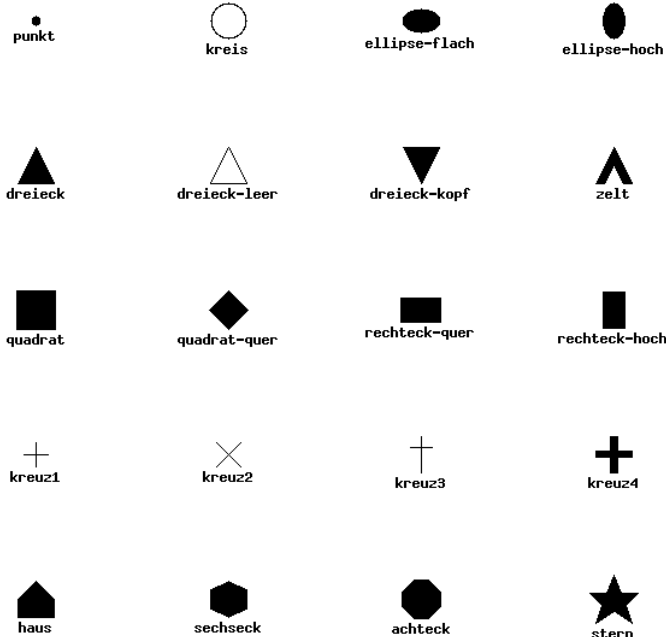 punkt
kreis
ellipse-flach
ellipse-hoch
dreieck
dreieck-leer
dreieck-kopf
zelt
quadrat
quadrat-quer
rechteck-quer
rechteck-hoch
kreuz1
kreuz2
kreuz3
kreuz4
haus
sechseck
achteck
stern